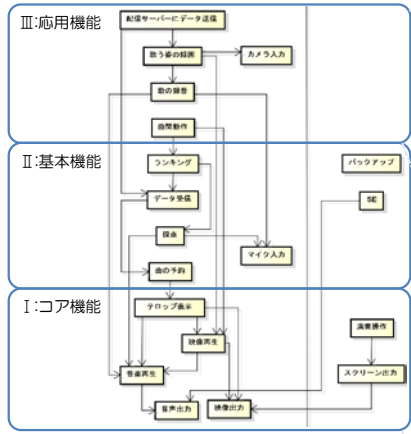 Ⅲ:応用機能
配信サーバーにデータ送信
歌う姿の録画
カメラ入力
歌の録音
曲間動作
Ⅱ:基本機能
ランキング
バックアップ
データ受信
SE
採点
マイク入力
曲の予約
Ⅰ:コア機能
テロップ表示
演奏操作
映像再生
音楽再生
スクリーン出力
音声出力
映像出力